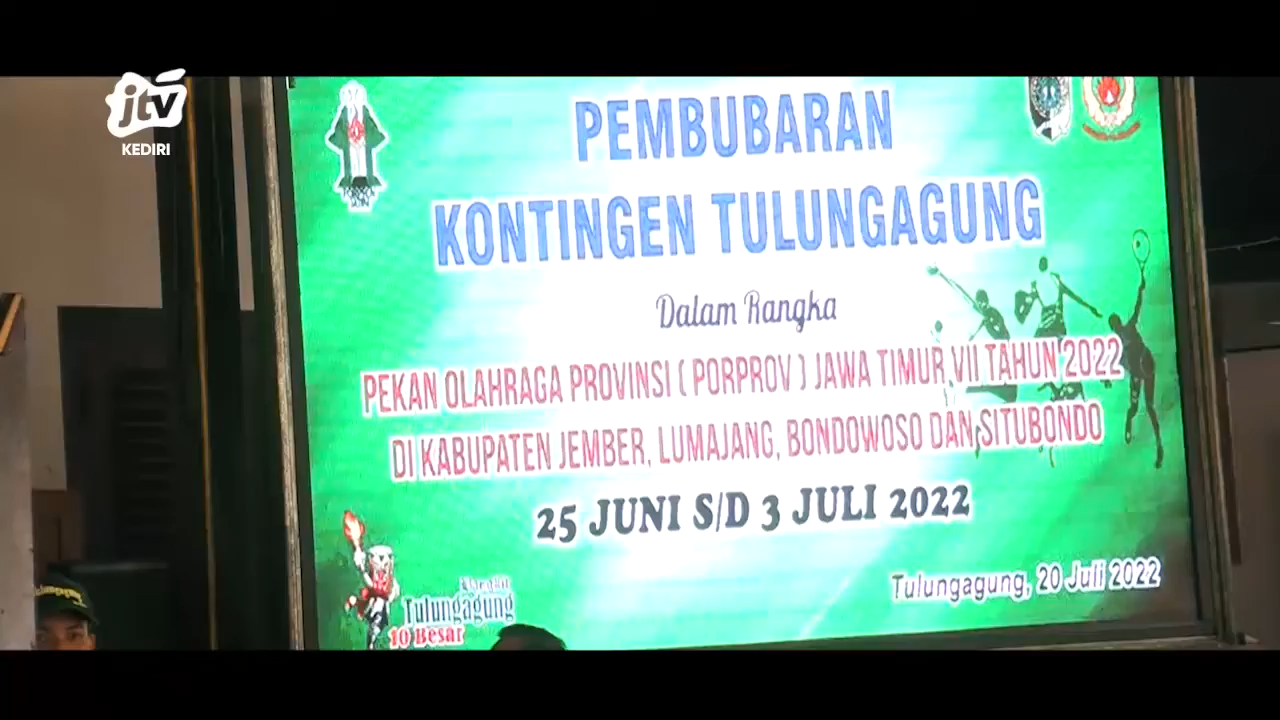 jtv
KEDIRI
PEMBUBARAN
KONTINGEN TULUNGAGUNG
Dalam Rangka
PEKAN OLAHRAGA PROVINSI ( PORPROV ) JAWA TIMUR VII TAHUN 2022
DI KABUPATEN JEMBER, LUMAJANG, BONDOWOSO DAN SITUBONDO
25 JUNI S/D 3 JULI 2022
Tulungagung, 20 Juli 2022
Tulungagung
10 Besar